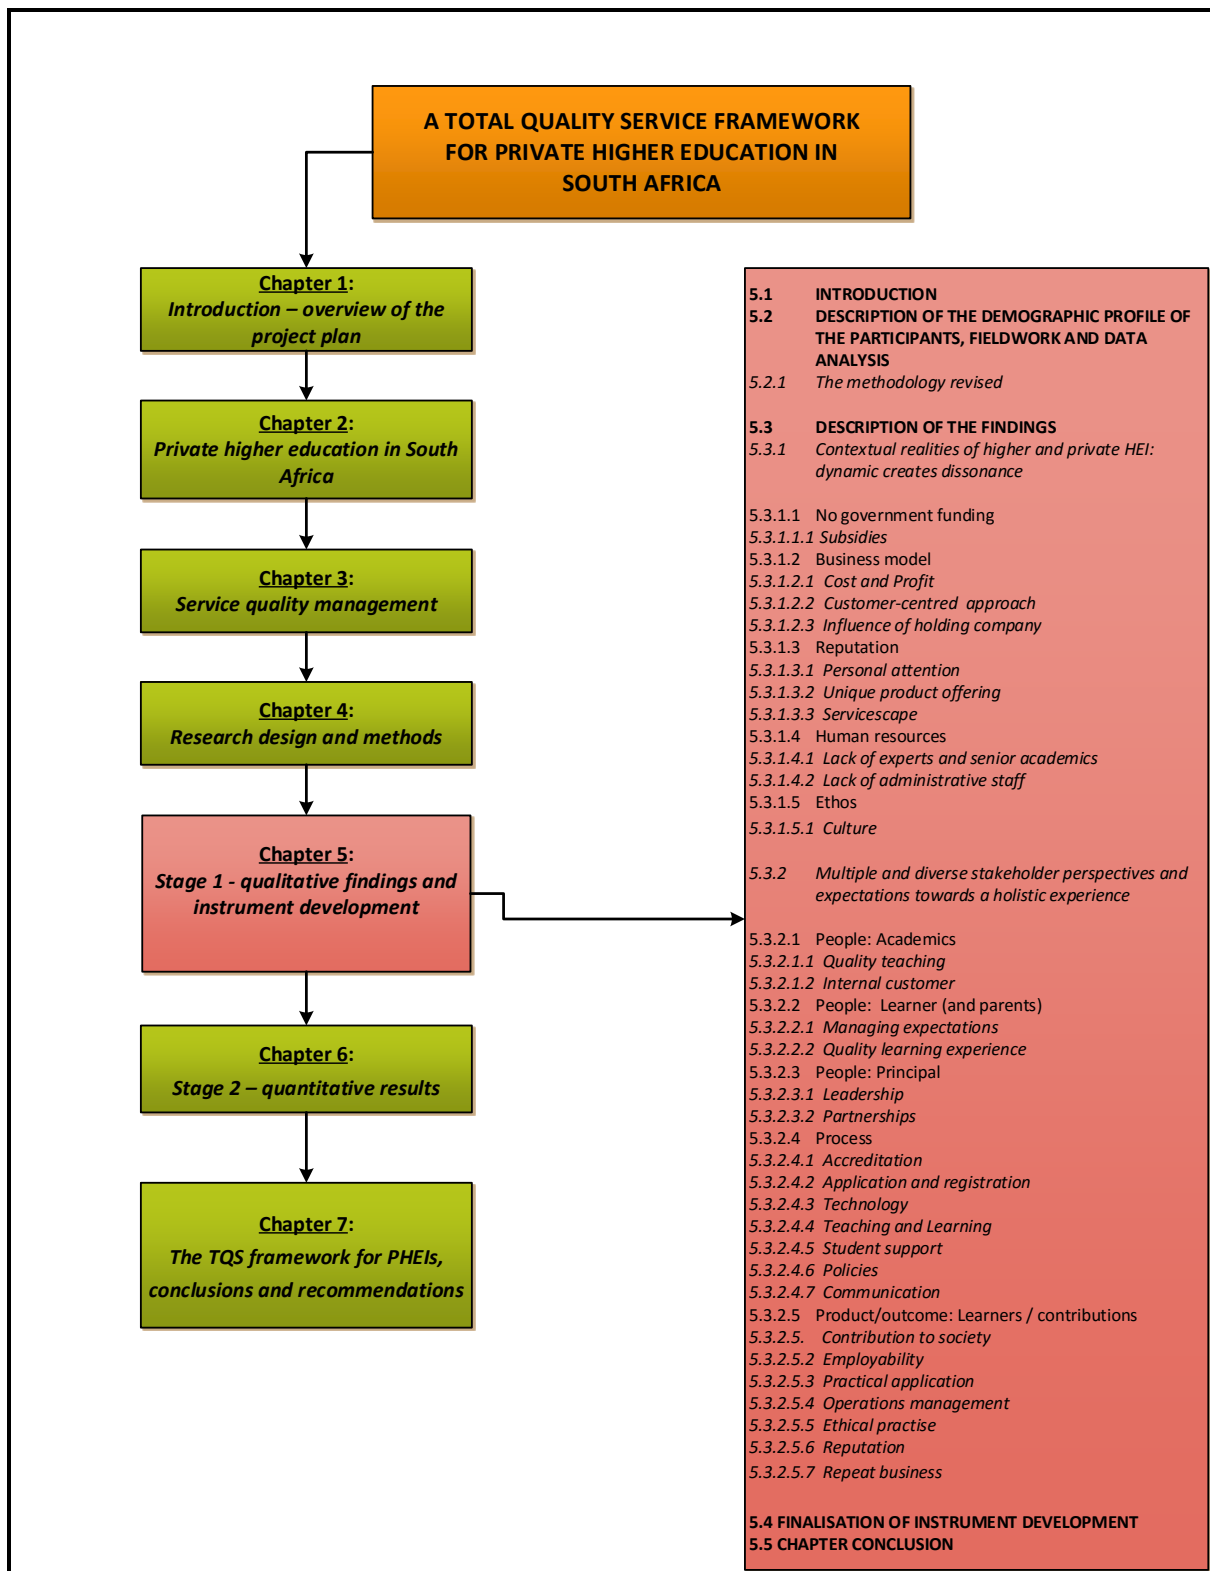 A TOTAL QUALITY SERVICE FRAMEWORK
FOR PRIVATE HIGHER EDUCATION IN
SOUTH AFRICA
Chapter 1:
Introduction – overview of the
project plan
Chapter 2:
Private higher education in South
Africa
Chapter 3:
Service quality management
Chapter 4:
Research design and methods
Chapter 5:
Stage 1 - qualitative findings and
instrument development
Chapter 6:
Stage 2 – quantitative results
Chapter 7:
The TQS framework for PHEIs,
conclusions and recommendations
5.1 INTRODUCTION
5.2 DESCRIPTION OF THE DEMOGRAPHIC PROFILE OF
THE PARTICIPANTS, FIELDWORK AND DATA
ANALYSIS
5.2.1 The methodology revised
5.3 DESCRIPTION OF THE FINDINGS
5.3.1 Contextual realities of higher and private HEI:
dynamic creates dissonance
5.3.1.1 No government funding
5.3.1.1.1 Subsidies
5.3.1.2 Business model
5.3.1.2.1 Cost and Profit
5.3.1.2.2 Customer-centred approach
5.3.1.2.3 Influence of holding company
5.3.1.3 Reputation
5.3.1.3.1 Personal attention
5.3.1.3.2 Unique product offering
5.3.1.3.3 Servicescape
5.3.1.4 Human resources
5.3.1.4.1 Lack of experts and senior academics
5.3.1.4.2 Lack of administrative staff
5.3.1.5 Ethos
5.3.1.5.1 Culture
5.3.2 Multiple and diverse stakeholder perspectives and
expectations towards a holistic experience
5.3.2.1 People: Academics
5.3.2.1.1 Quality teaching
5.3.2.1.2 Internal customer
5.3.2.2 People: Learner (and parents)
5.3.2.2.1 Managing expectations
5.3.2.2.2 Quality learning experience
5.3.2.3 People: Principal
5.3.2.3.1 Leadership
5.3.2.3.2 Partnerships
5.3.2.4 Process
5.3.2.4.1 Accreditation
5.3.2.4.2 Application and registration
5.3.2.4.3 Technology
5.3.2.4.4 Teaching and Learning
5.3.2.4.5 Student support
5.3.2.4.6 Policies
5.3.2.4.7 Communication
5.3.2.5 Product/outcome: Learners / contributions
5.3.2.5. Contribution to society
5.3.2.5.2 Employability
5.3.2.5.3 Practical application
5.3.2.5.4 Operations management
5.3.2.5.5 Ethical practise
5.3.2.5.6 Reputation
5.3.2.5.7 Repeat business
5.4 FINALISATION OF INSTRUMENT DEVELOPMENT
5.5 CHAPTER CONCLUSION